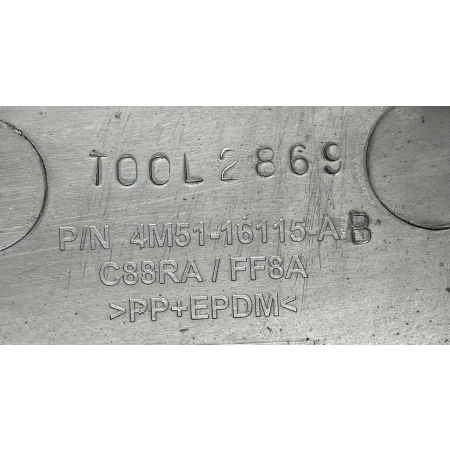 TOOL 2869
P/N 4M51-16115-AB
C88RA / FF8A
>PP+EPDM<